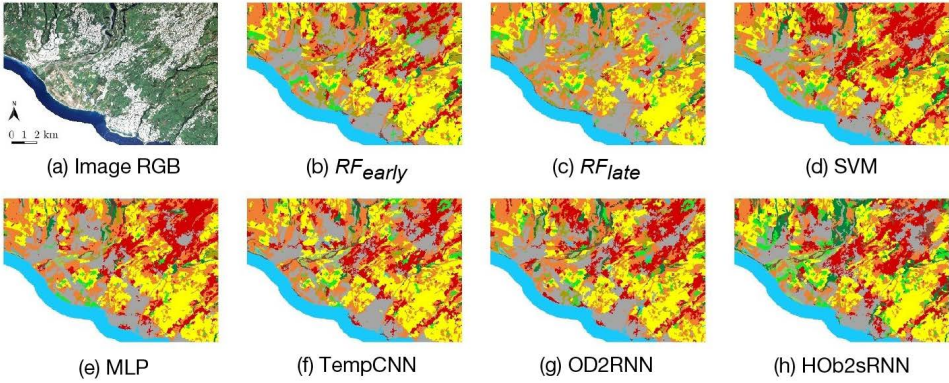 N
0 1 2 km
(a) Image RGB
(b) RFearly
(c) RFlate
(d) SVM
(e) MLP
(f) TempCNN
(g) OD2RNN
(h) HOb2sRNN